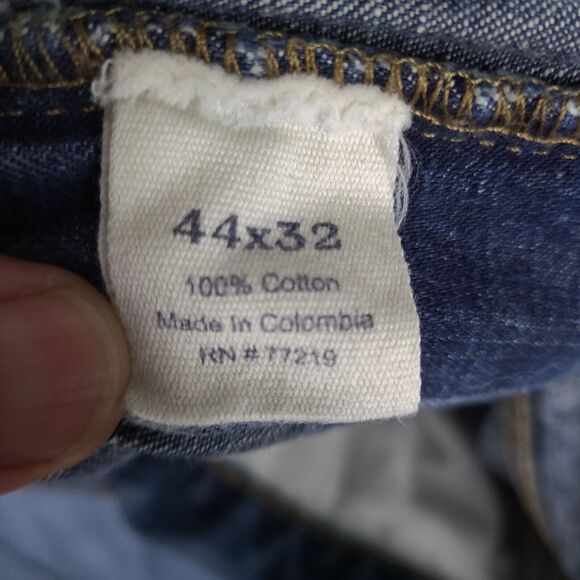 44x32
100% Cotton
Made in Colombia
RN # 77219